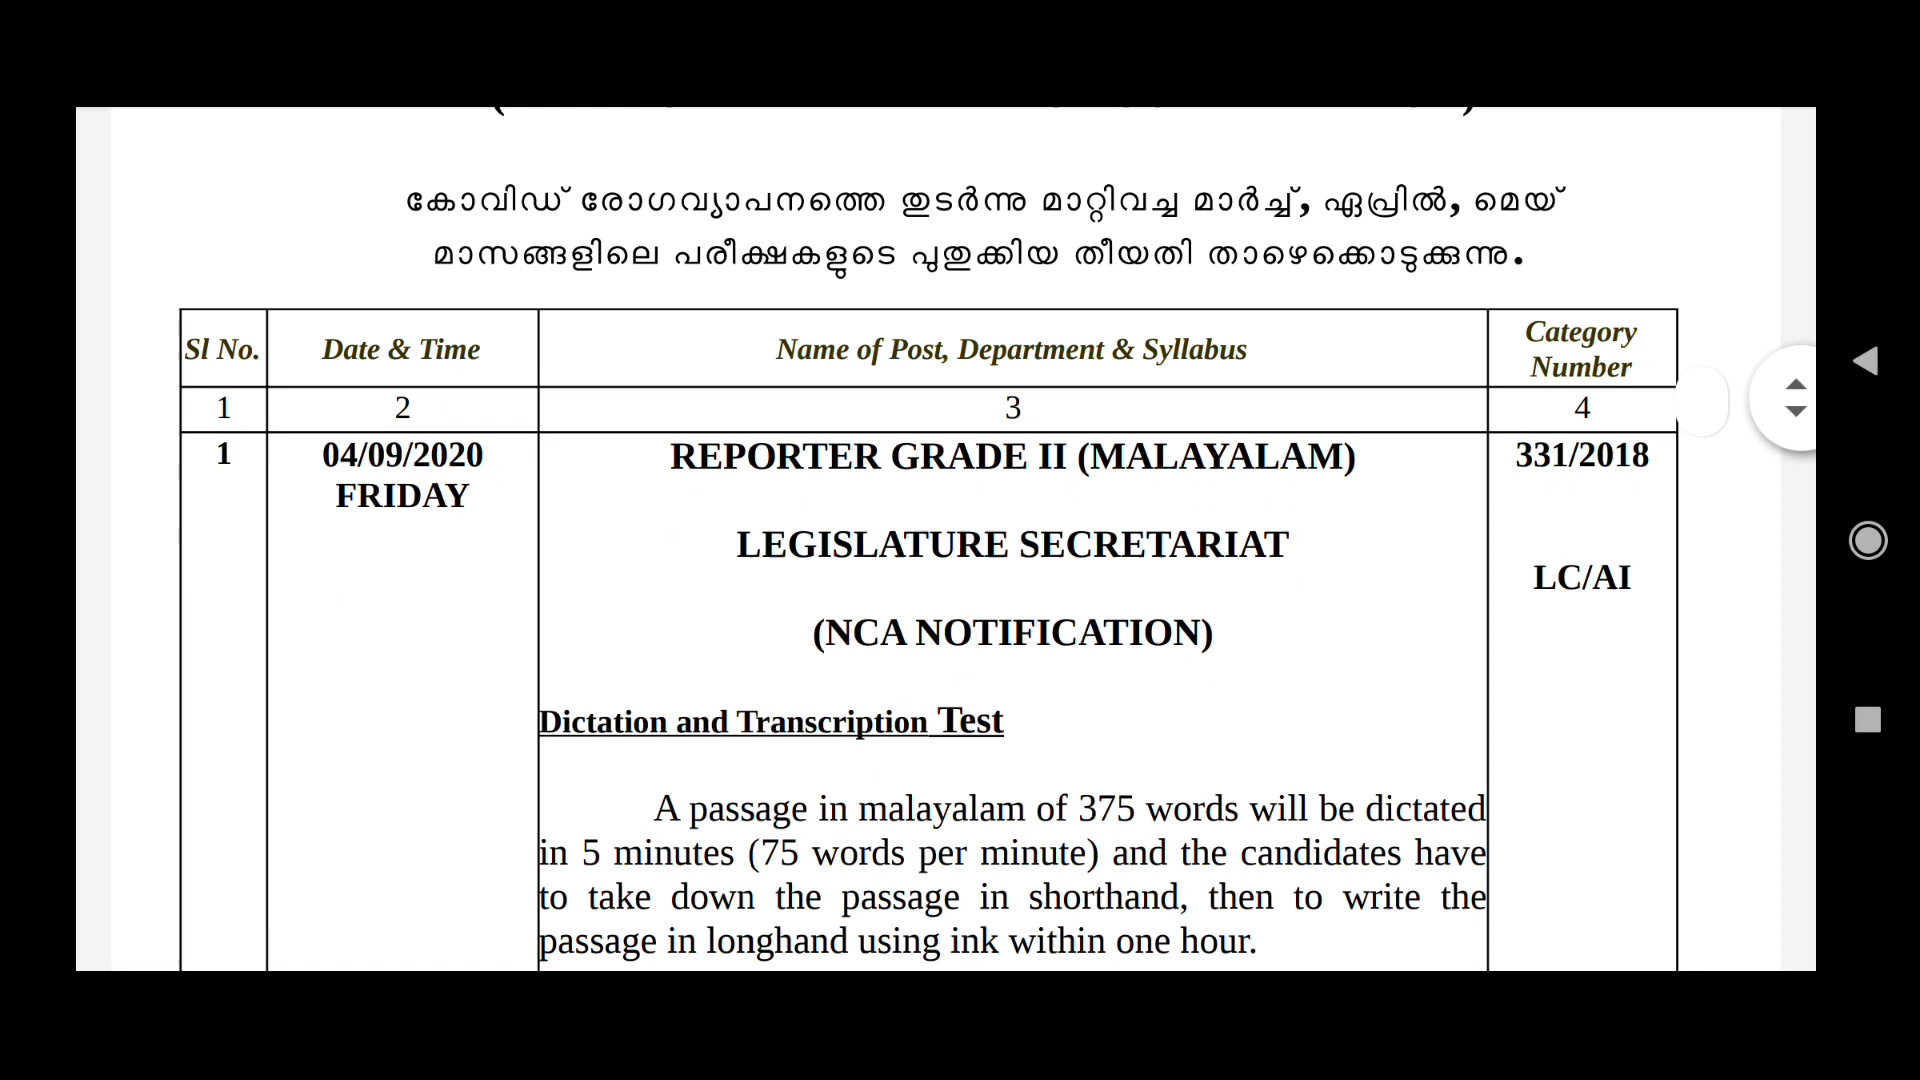 കോവിഡ് രോഗവ്യാപനത്തെ തുടർന്നു മാറ്റിവച്ച മാർച്ച്, ഏപ്രിൽ, മെയ്
മാസങ്ങളിലെ പരീക്ഷകളുടെ പുതുക്കിയ തീയതി താഴെക്കൊടുക്കുന്നു.
Sl No. Date & Time Name of Post, Department & Syllabus Category Number
1 2 3 4
1 04/09/2020 REPORTER GRADE II (MALAYALAM) 331/2018
FRIDAY
LEGISLATURE SECRETARIAT
LC/AI
(NCA NOTIFICATION)
Dictation and Transcription Test
A passage in malayalam of 375 words will be dictated
in 5 minutes (75 words per minute) and the candidates have
to take down the passage in shorthand, then to write the
passage in longhand using ink within one hour.